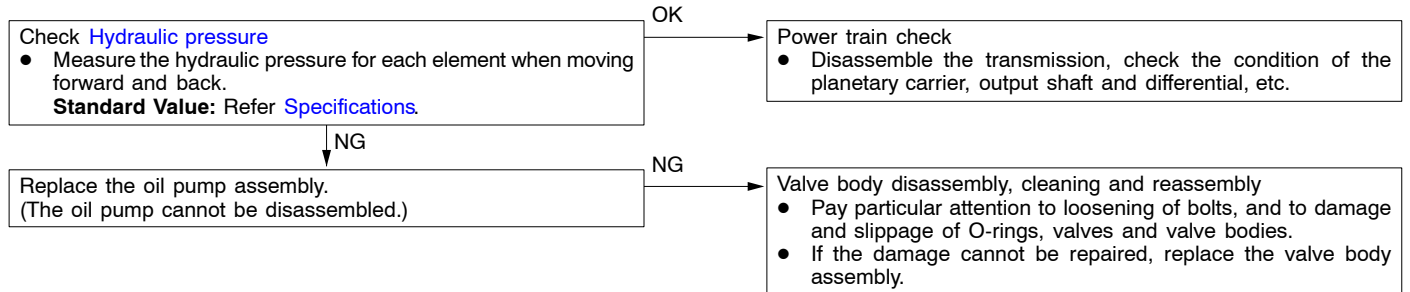 OK
Check Hydraulic pressure
● Measure the hydraulic pressure for each element when moving
forward and back.
Standard Value: Refer Specifications.
Power train check
● Disassemble the transmission, check the condition of the
planetary carrier, output shaft and differential, etc.
NG
Replace the oil pump assembly.
(The oil pump cannot be disassembled.)
NG
Valve body disassembly, cleaning and reassembly
● Pay particular attention to loosening of bolts, and to damage
and slippage of O-rings, valves and valve bodies.
● If the damage cannot be repaired, replace the valve body
assembly.